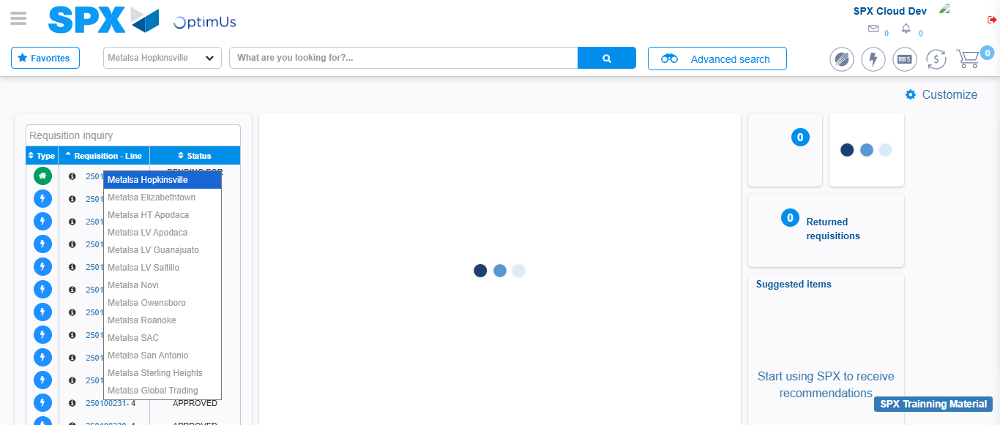 SPX
OptimUs
SPX Cloud Dev
0
0
Favorites
Metalsa Hopkinsville
What are you looking for?...
Advanced search
0
Customize
Requisition inquiry
Type
Requisition - Line
Status
2501
Metalsa Hopkinsville
2501
Metalsa Elizabethtown
2501
Metalsa HT Apodaca
2501
Metalsa LV Apodaca
Metalsa LV Guanajuato
2501
Metalsa LV Saltillo
2501
Metalsa Novi
2501
Metalsa Owensboro
2501
Metalsa Roanoke
2501
Metalsa SAC
2501
Metalsa San Antonio
2501
Metalsa Sterling Heights
Metalsa Global Trading
250100231- 4
APPROVED
0
0
Returned
requisitions
Suggested items
Start using SPX to receive
recommendations
SPX Trainning Material